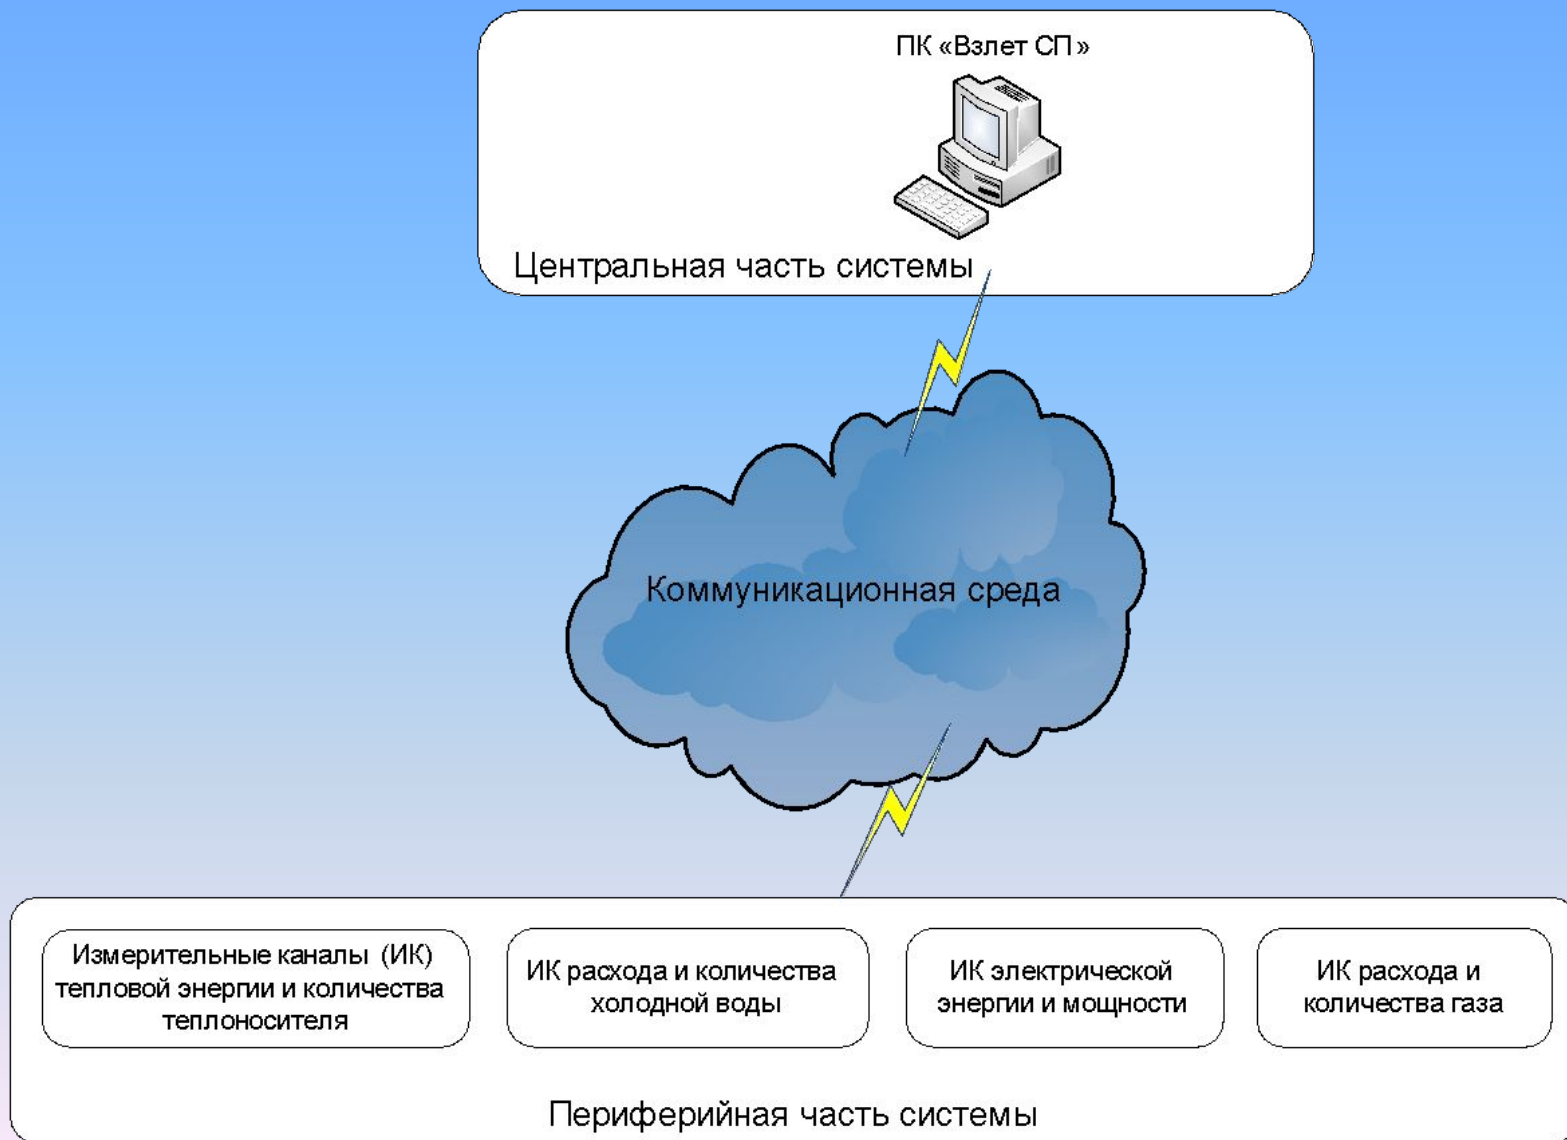 ПК «Взлет СП»
Центральная часть системы
Коммуникационная среда
Измерительные каналы (ИК)
тепловой энергии и количества
теплоносителя
ИК расхода и количества
холодной воды
ИК электрической
энергии и мощности
ИК расхода и
количества газа
Периферийная часть системы